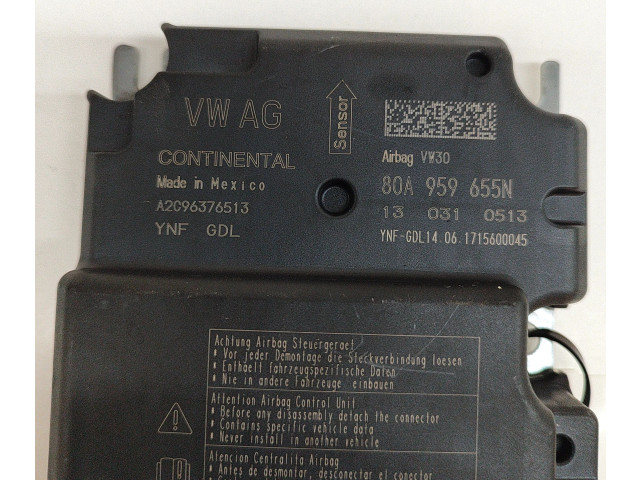 VW AG
CONTINENTAL
Made in Mexico
A2C96376513
YNF GDL
Sensor
Airbag VW30
80A 959 655N
13 031 0513
YNF-GDL14.06.1715600045
Achtung Airbag Steuergeraet
• Vor jeder Demontage die Steckverbindung loesen
• Enthaelt fahrzeugspezifische Daten
• Nie in andere Fahrzeuge einbauen
Attention Airbag Control Unit
• Before any disassembly detach the connector
• Contains specific vehicle data
• Never install in another vehicle
Atencion Centralita Airbag
• Antes de desmontar, desconectar el conector